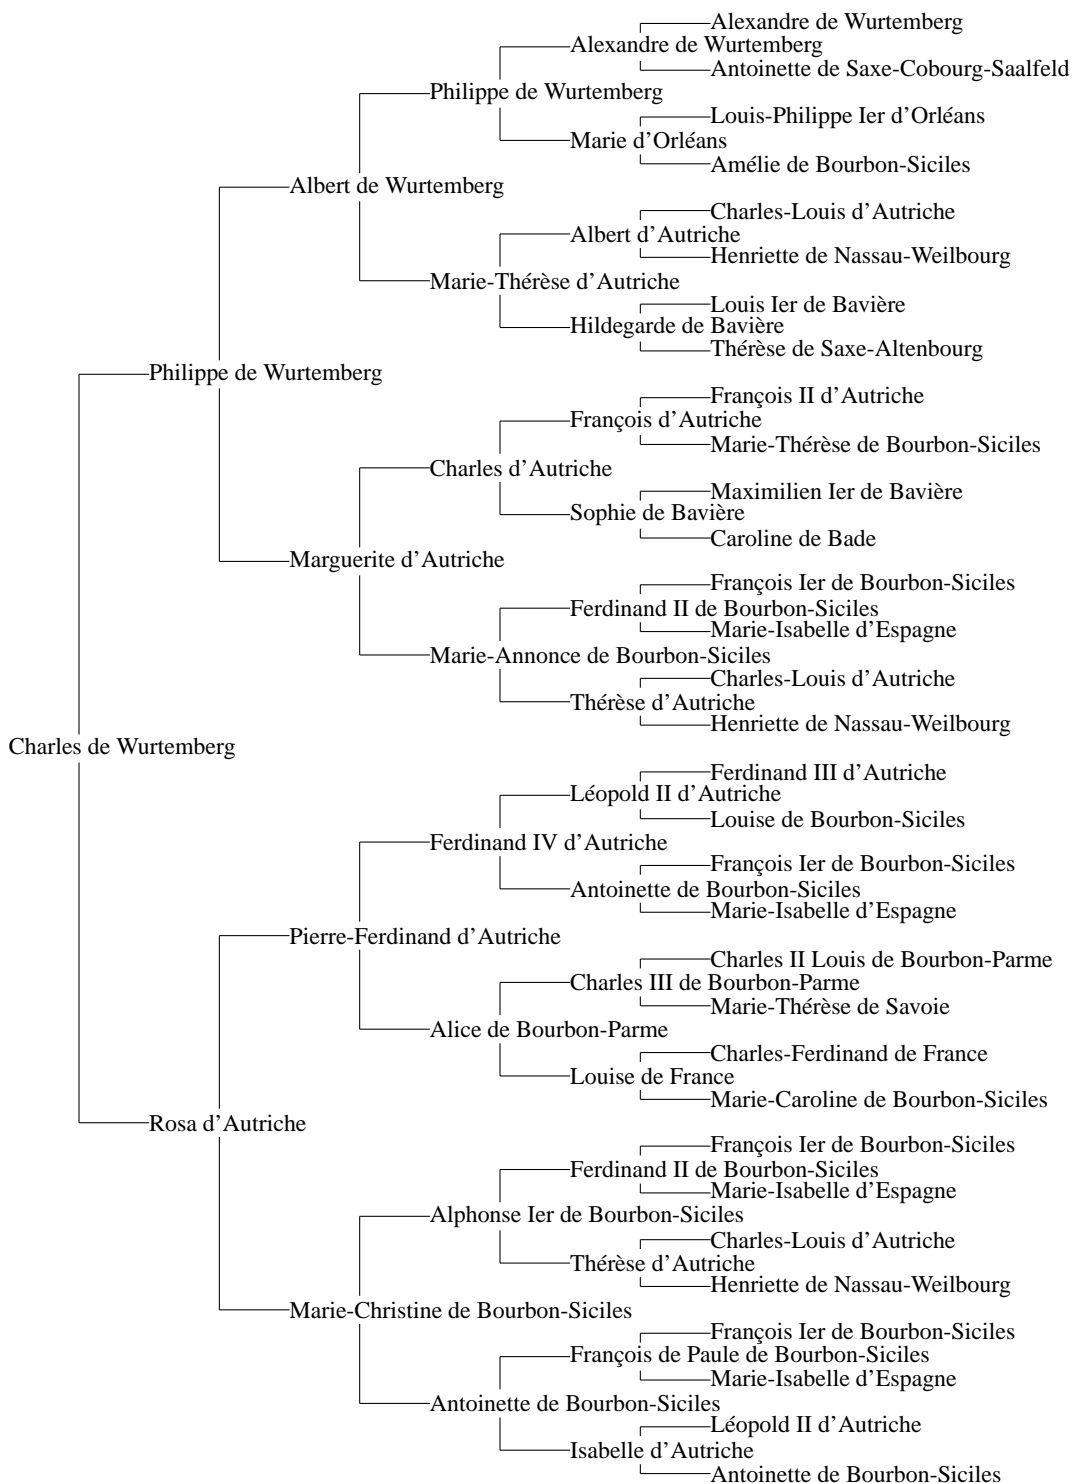 Alexandre de Wurtemberg
Alexandre de Wurtemberg
Antoinette de Saxe-Cobourg-Saalfeld
Philippe de Wurtemberg
Louis-Philippe Ier d'Orléans
Marie d'Orléans
Amélie de Bourbon-Siciles
Albert de Wurtemberg
Charles-Louis d'Autriche
Albert d'Autriche
Henriette de Nassau-Weilbourg
Marie-Thérèse d'Autriche
Louis Ier de Bavière
Hildegarde de Bavière
Thérèse de Saxe-Altenbourg
Philippe de Wurtemberg
François II d'Autriche
François d'Autriche
Marie-Thérèse de Bourbon-Siciles
Charles d'Autriche
Maximilien Ier de Bavière
Sophie de Bavière
Caroline de Bade
Marguerite d'Autriche
François Ier de Bourbon-Siciles
Ferdinand II de Bourbon-Siciles
Marie-Isabelle d'Espagne
Marie-Annonce de Bourbon-Siciles
Charles-Louis d'Autriche
Thérèse d'Autriche
Henriette de Nassau-Weilbourg
Charles de Wurtemberg
Ferdinand III d'Autriche
Léopold II d'Autriche
Louise de Bourbon-Siciles
Ferdinand IV d'Autriche
François Ier de Bourbon-Siciles
Antoinette de Bourbon-Siciles
Marie-Isabelle d'Espagne
Pierre-Ferdinand d'Autriche
Charles II Louis de Bourbon-Parme
Charles III de Bourbon-Parme
Marie-Thérèse de Savoie
Alice de Bourbon-Parme
Charles-Ferdinand de France
Louise de France
Marie-Caroline de Bourbon-Siciles
Rosa d'Autriche
François Ier de Bourbon-Siciles
Ferdinand II de Bourbon-Siciles
Marie-Isabelle d'Espagne
Alphonse Ier de Bourbon-Siciles
Charles-Louis d'Autriche
Thérèse d'Autriche
Henriette de Nassau-Weilbourg
Marie-Christine de Bourbon-Siciles
François Ier de Bourbon-Siciles
François de Paule de Bourbon-Siciles
Marie-Isabelle d'Espagne
Antoinette de Bourbon-Siciles
Léopold II d'Autriche
Isabelle d'Autriche
Antoinette de Bourbon-Siciles